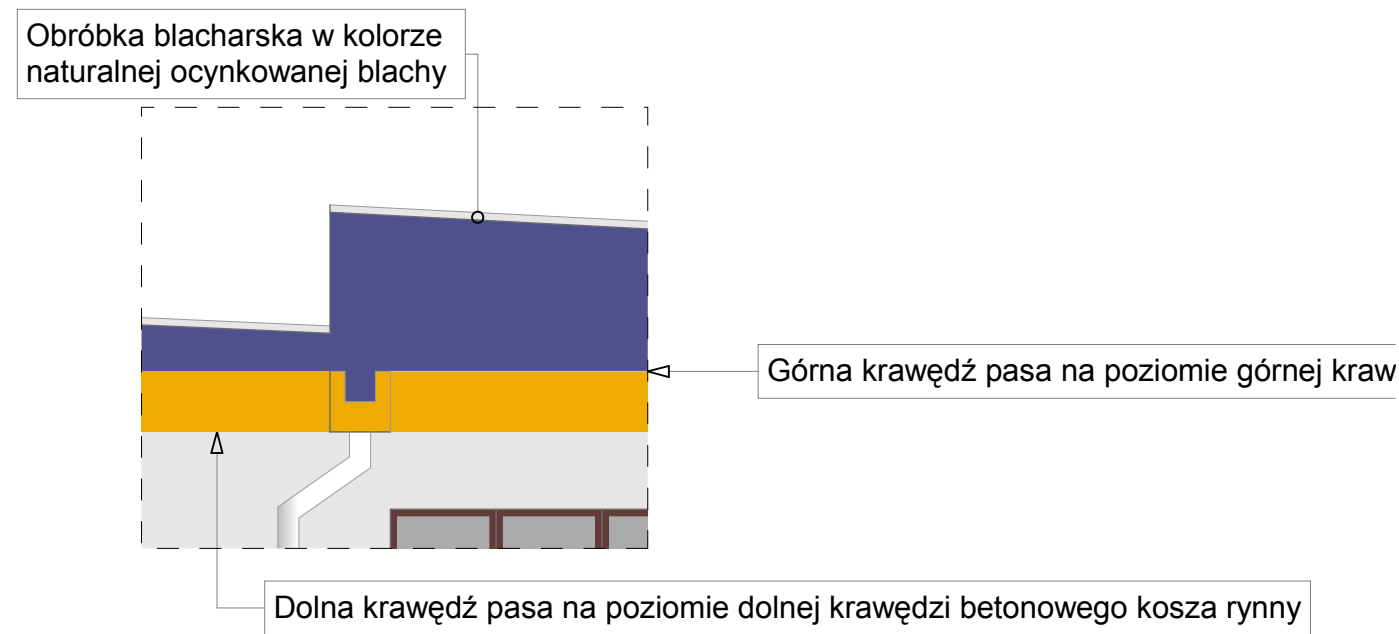 Obróbka blacharska w kolorze
naturalnej ocynkowanej blachy
Górna krawędź pasa na poziomie górnej
Dolna krawędź pasa na poziomie dolnej krawędzi betonowego kosza rynny